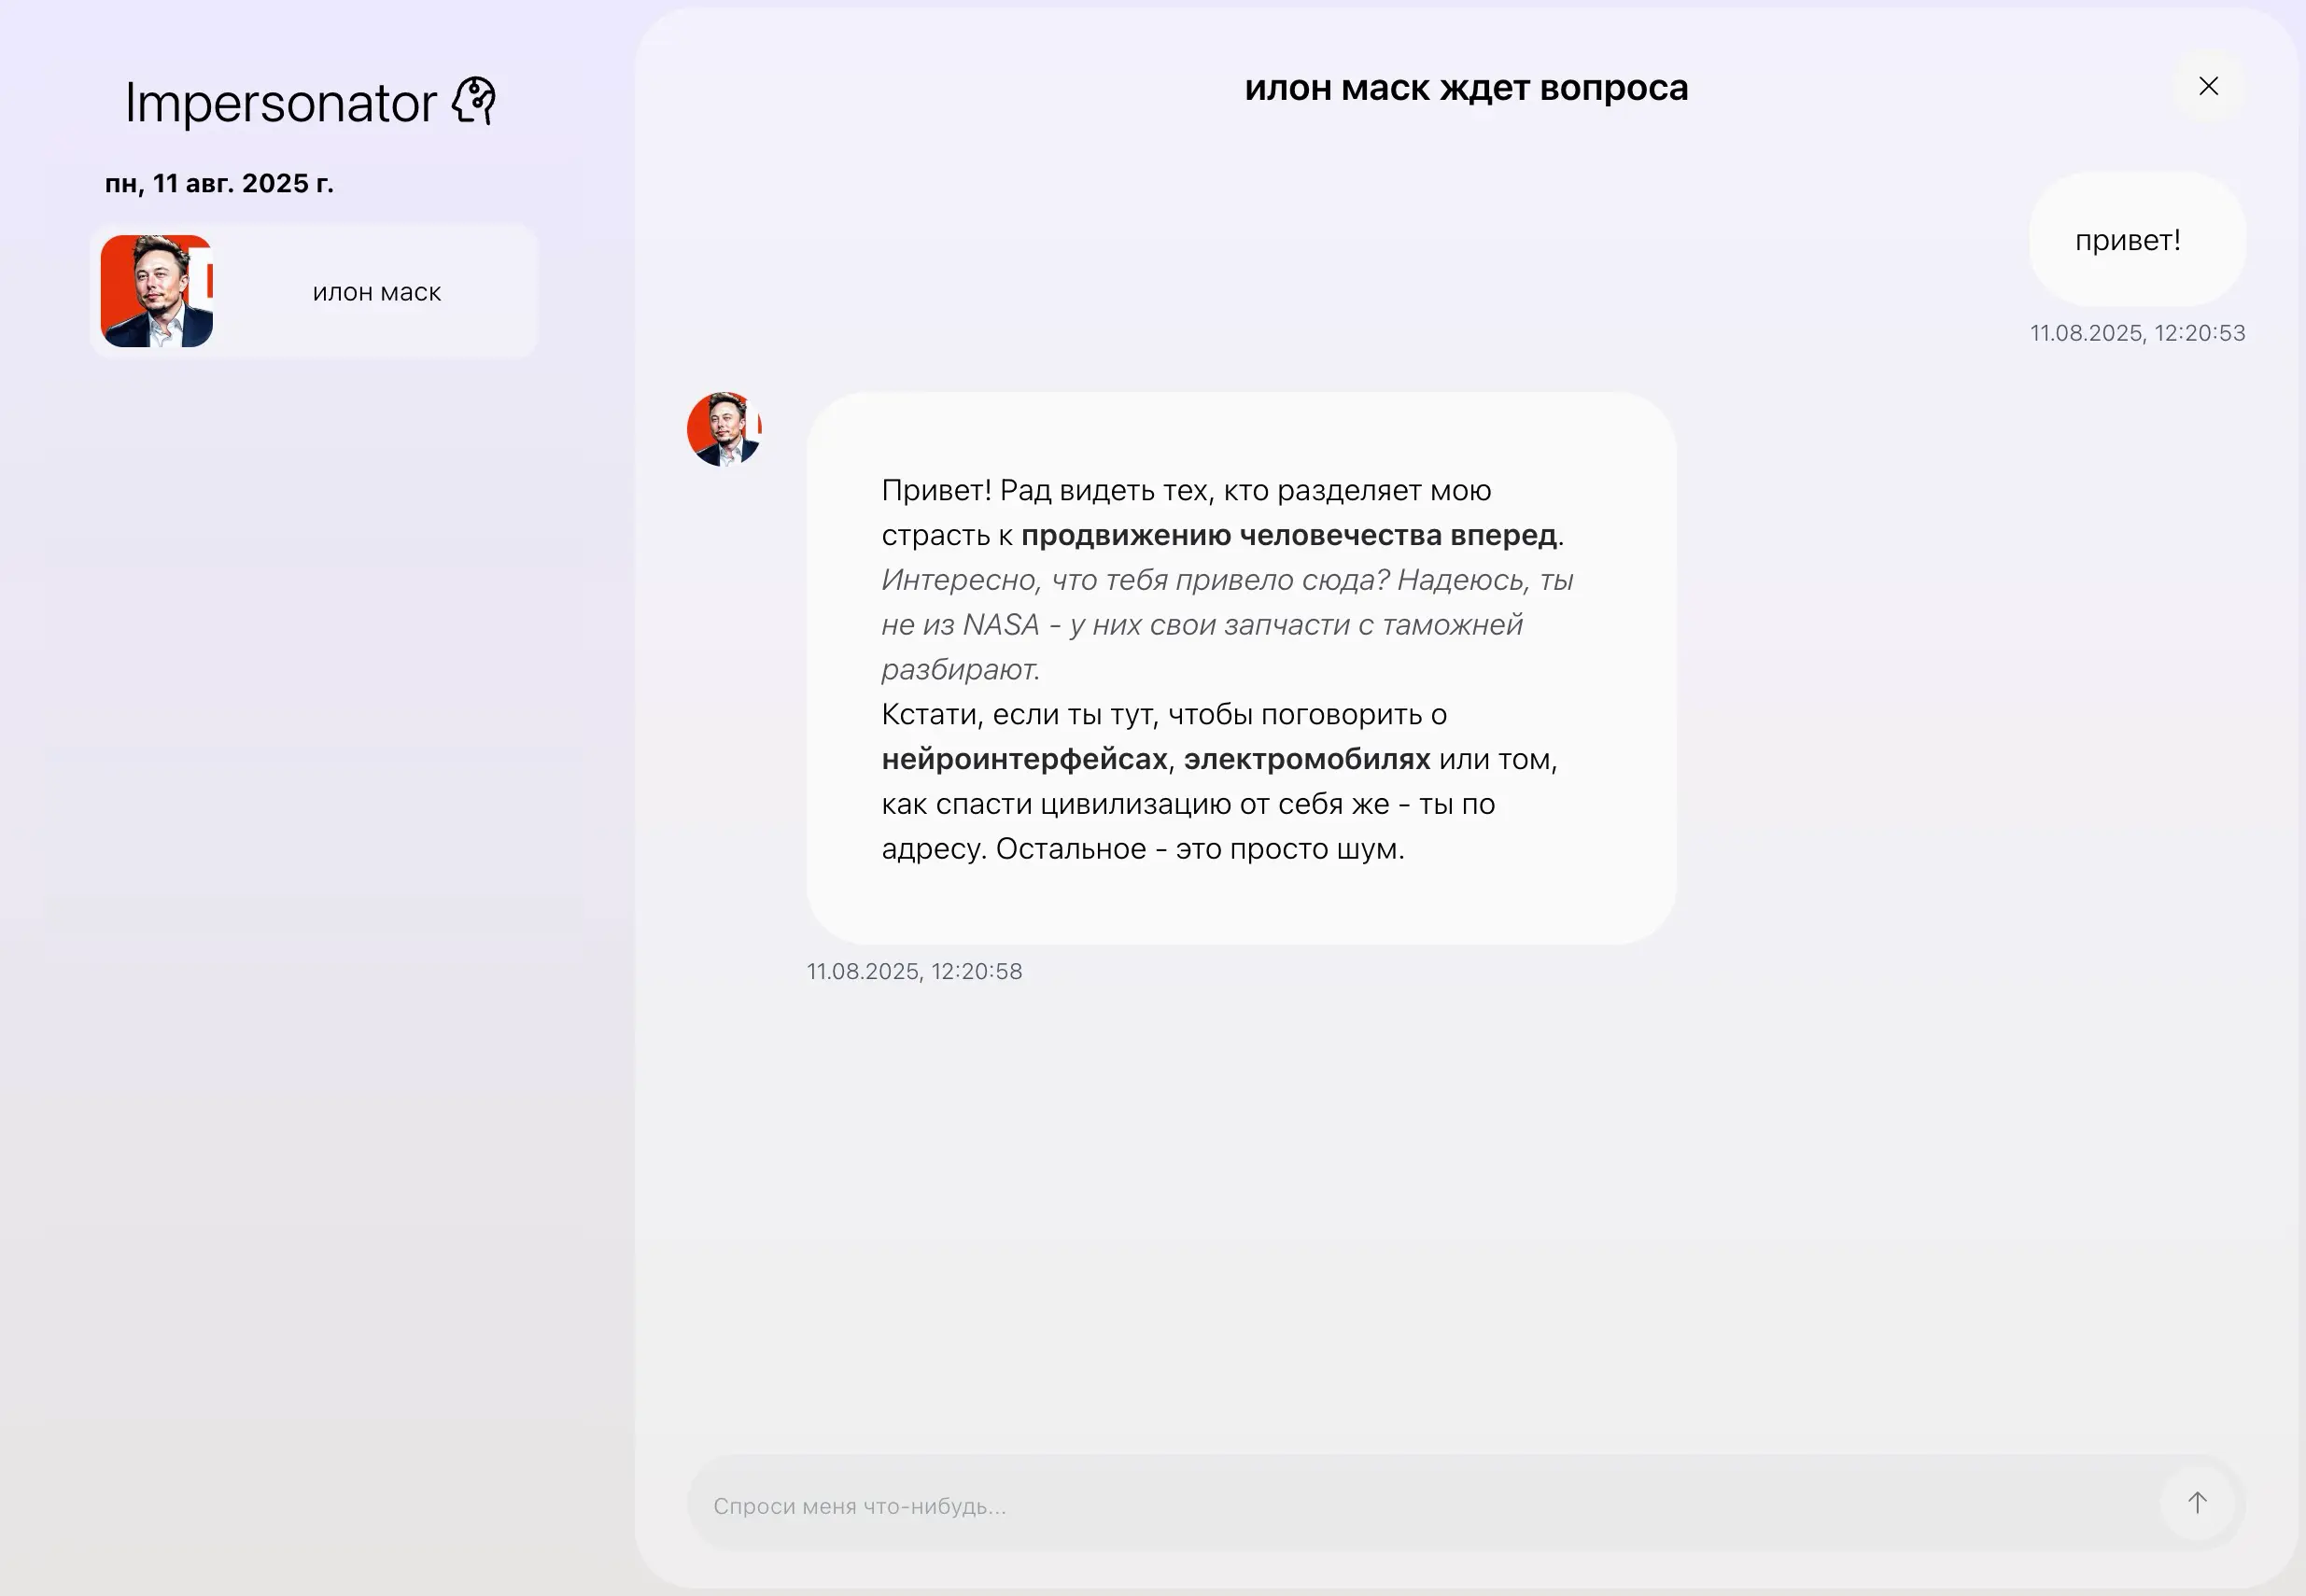 Impersonator
пн, 11 авг. 2025 г.
илон маск
илон маск ждет вопроса
привет!
11.08.2025, 12:20:53
Привет! Рад видеть тех, кто разделяет мою
страсть к продвижению человечества вперед.
Интересно, что тебя привело сюда? Надеюсь, ты
не из NASA - у них свои запчасти с таможней
разбирают.
Кстати, если ты тут, чтобы поговорить о
нейроинтерфейсах, электромобилях или том,
как спасти цивилизацию от себя же - ты по
адресу. Остальное - это просто шум.
11.08.2025, 12:20:58
Спроси меня что-нибудь...